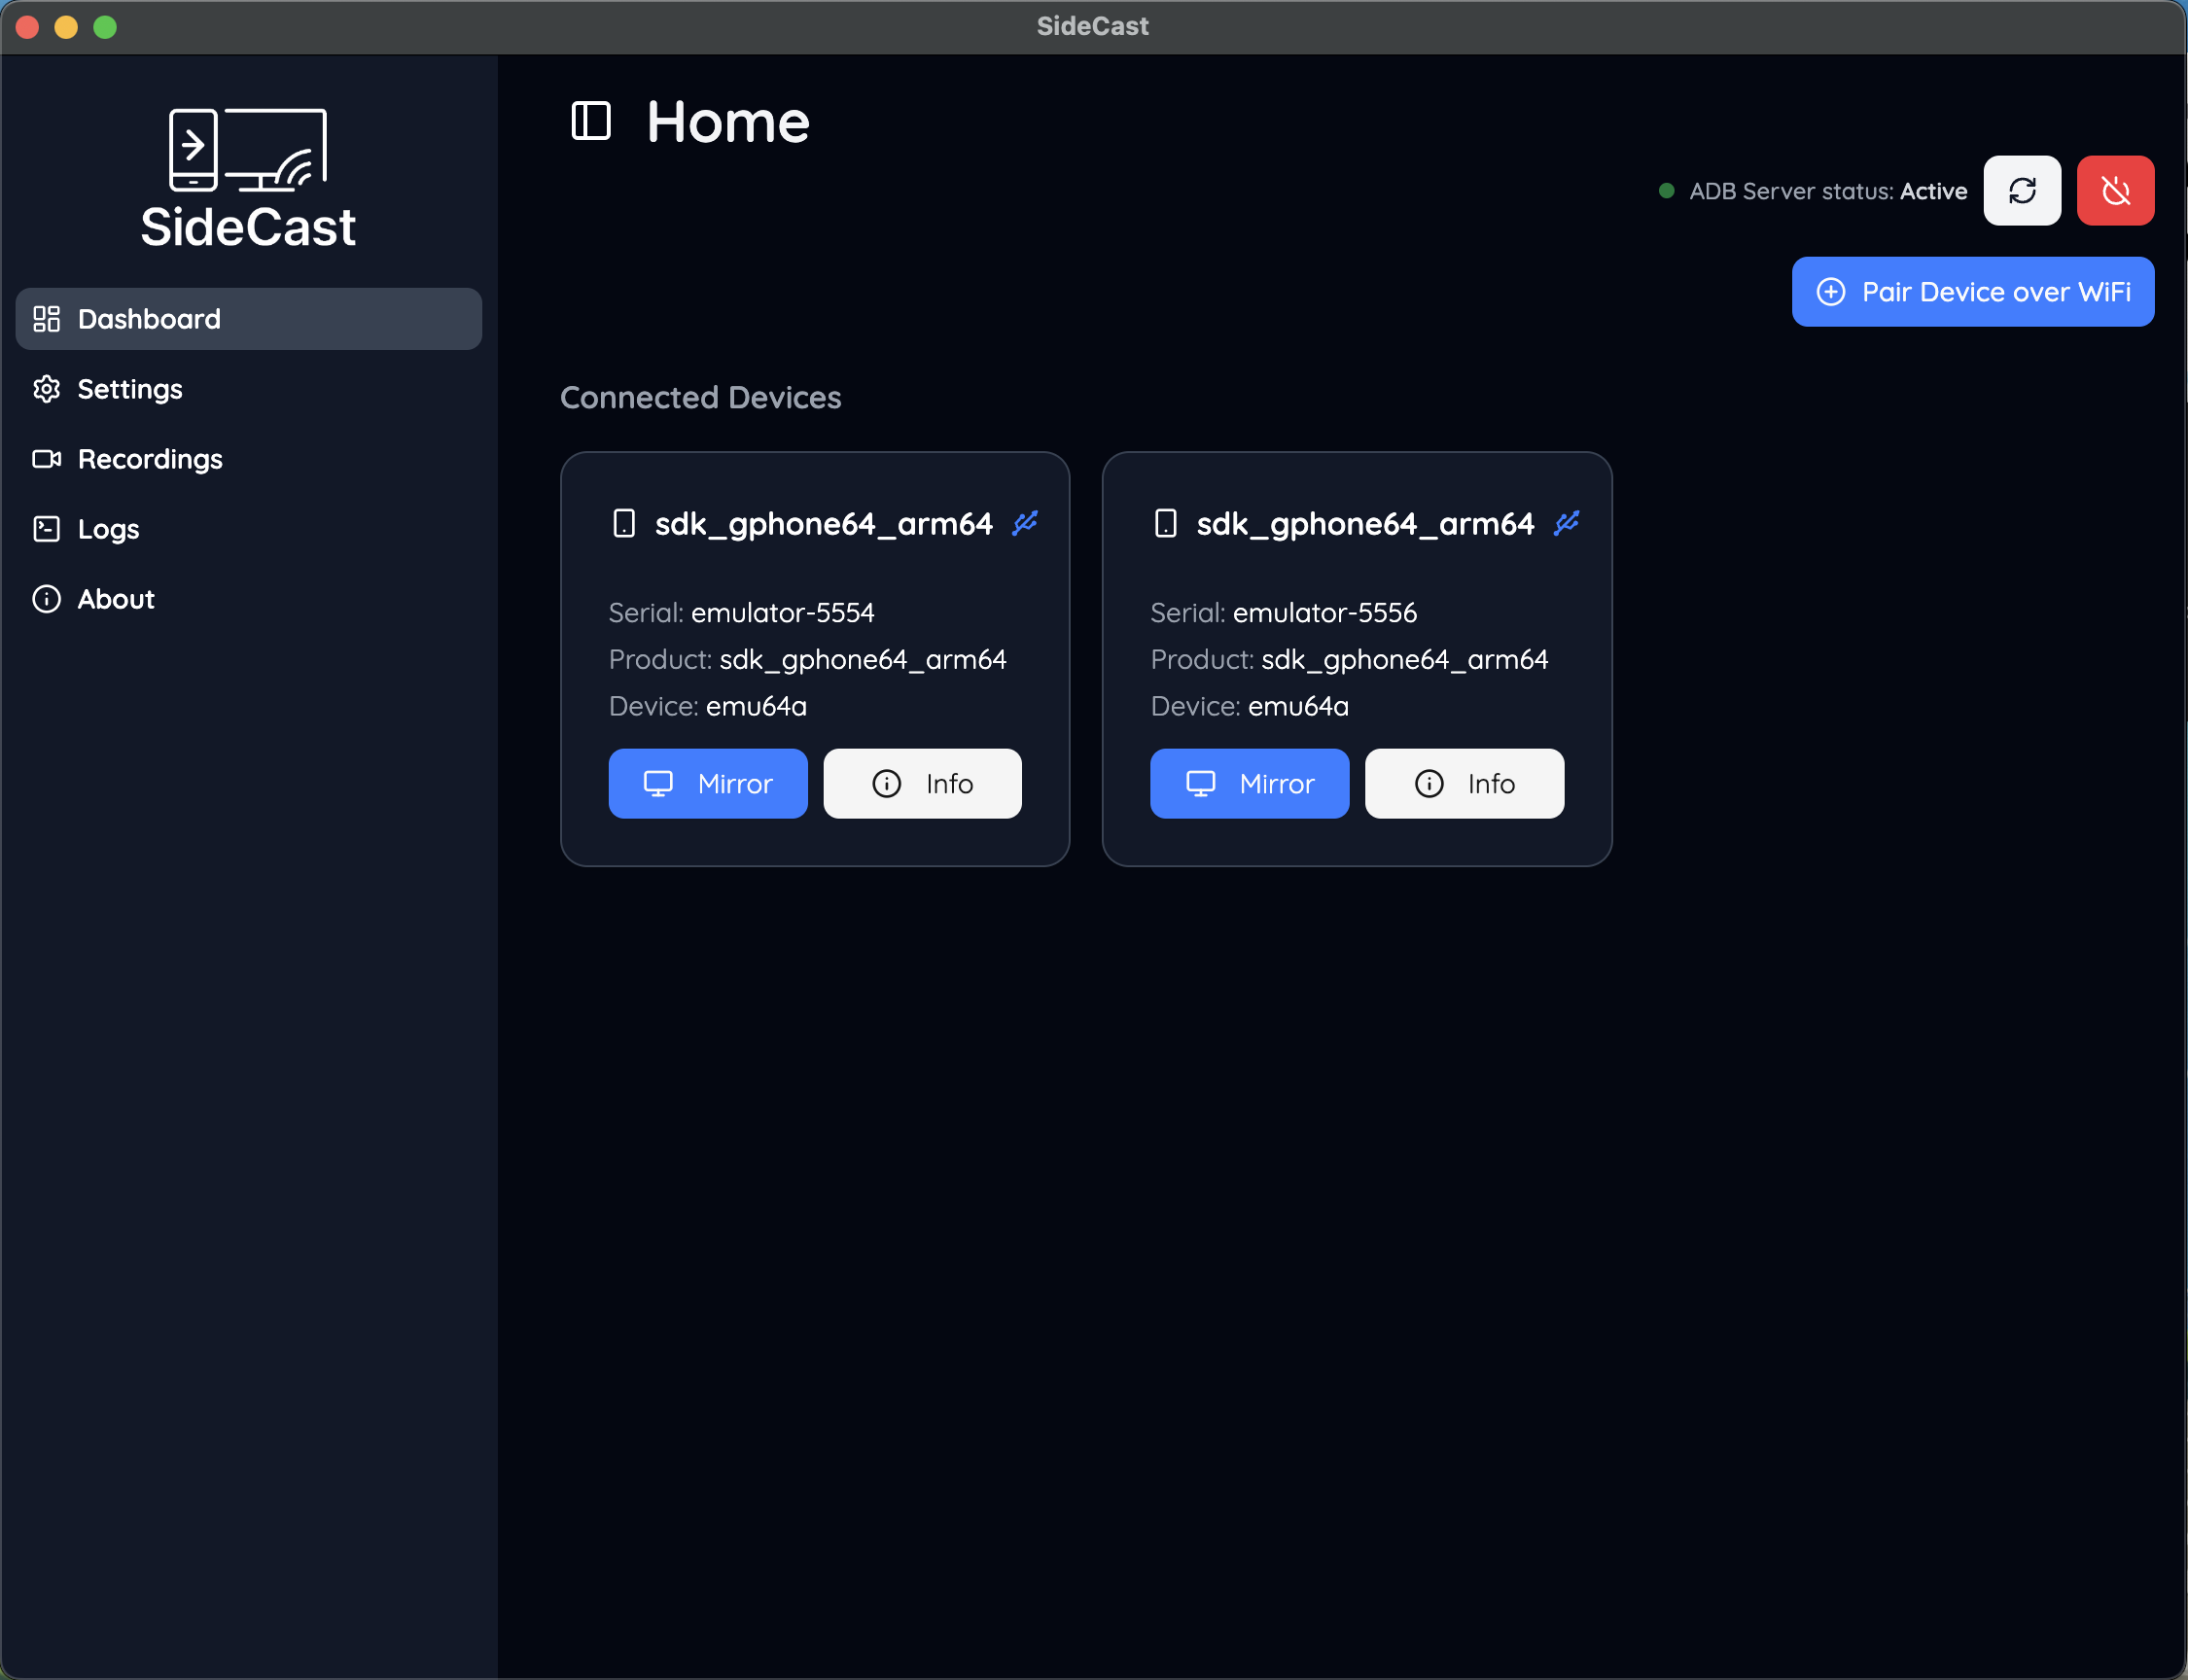 SideCast
SideCast
Dashboard
Settings
Recordings
Logs
About
Home
ADB Server status: Active
Pair Device over WiFi
Connected Devices
sdk_gphone64_arm64
Serial: emulator-5554
Product: sdk_gphone64_arm64
Device: emu64a
Mirror
Info
sdk_gphone64_arm64
Serial: emulator-5556
Product: sdk_gphone64_arm64
Device: emu64a
Mirror
Info